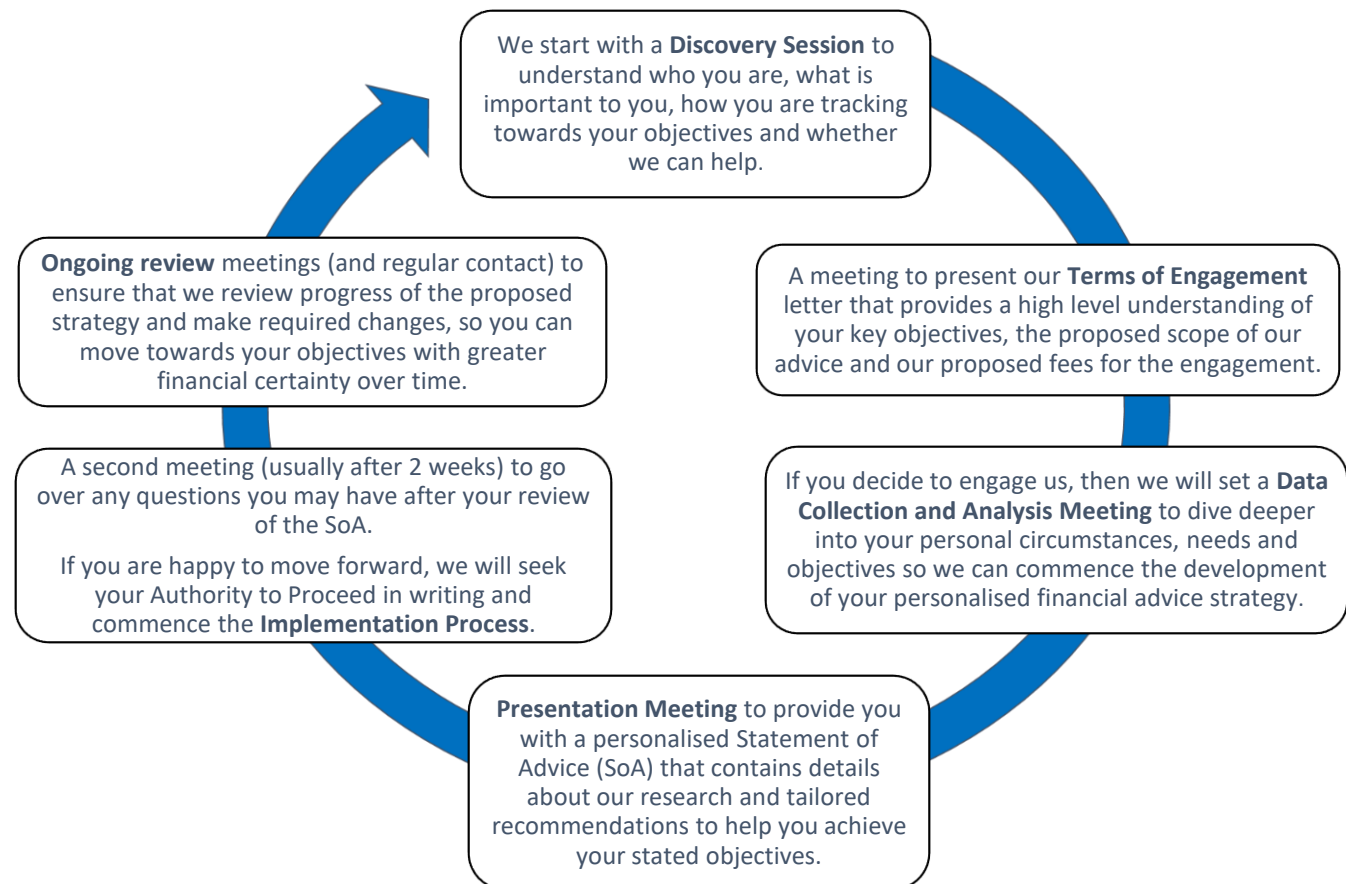 We start with a Discovery Session to
understand who you are, what is
important to you, how you are tracking
towards your objectives and whether
we can help.
A meeting to present our Terms of Engagement
letter that provides a high level understanding of
your key objectives, the proposed scope of our
advice and our proposed fees for the engagement.
If you decide to engage us, then we will set a Data
Collection and Analysis Meeting to dive deeper
into your personal circumstances, needs and
objectives so we can commence the development
of your personalised financial advice strategy.
Presentation Meeting to provide you
with a personalised Statement of
Advice (SoA) that contains details
about our research and tailored
recommendations to help you achieve
your stated objectives.
A second meeting (usually after 2 weeks) to go
over any questions you may have after your review
of the SoA.
If you are happy to move forward, we will seek
your Authority to Proceed in writing and
commence the Implementation Process.
Ongoing review meetings (and regular contact) to
ensure that we review progress of the proposed
strategy and make required changes, so you can
move towards your objectives with greater
financial certainty over time.